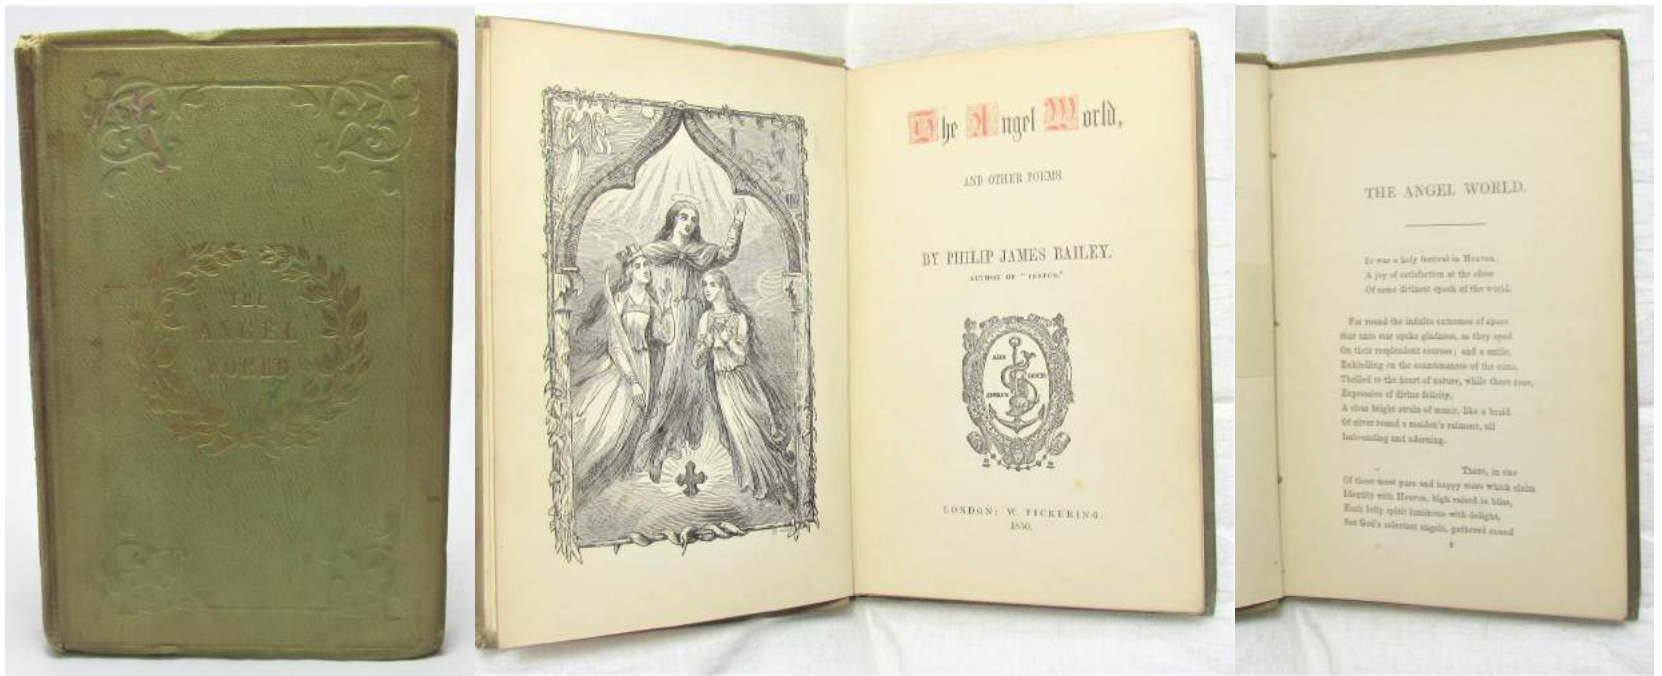 THE
ANGEL
WORLD
The Angel World,
AND OTHER POEMS.
BY PHILIP JAMES BAILEY.
AUTHOR OF "FESTUS."
ALDI
DISCIP.
ANGLVS
LONDON: W. PICKERING.
1850.
THE ANGEL WORLD.
It was a holy festival in Heaven,
A joy of satisfaction at the close
Of some divinest epoch of the world.
Far round the infinite extremes of space
Star unto star spake gladness, as they sped
On their resplendent courses; and a smile,
Enkindling on the countenances of the suns,
Thrilled to the heart of nature, while there rose,
Expressive of divine felicity,
A clear bright strain of music, like a braid
Of silver round a maiden's raiment, all
Imbounding and adorning.
There, in one
Of those most pure and happy stars which claim
Identity with Heaven, high raised in bliss,
Each lofty spirit luminous with delight,
Sat God's selectest angels, gathered round